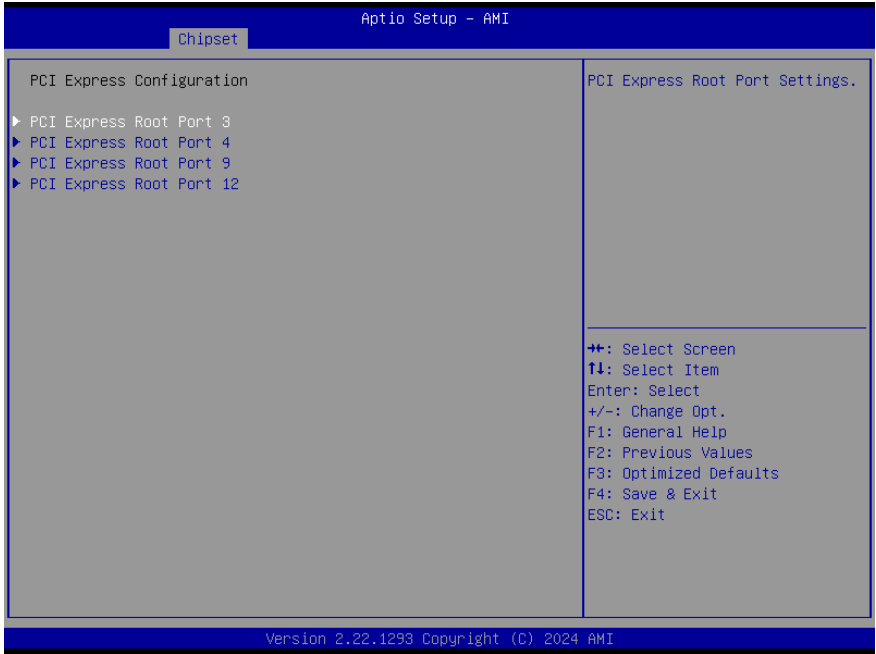 Aptio Setup – AMI
Chipset
PCI Express Configuration
PCI Express Root Port 3
PCI Express Root Port 4
PCI Express Root Port 9
PCI Express Root Port 12
PCI Express Root Port Settings.
→←: Select Screen
↑↓: Select Item
Enter: Select
+/-: Change Opt.
F1: General Help
F2: Previous Values
F3: Optimized Defaults
F4: Save & Exit
ESC: Exit
Version 2.22.1293 Copyright (C) 2024 AMI